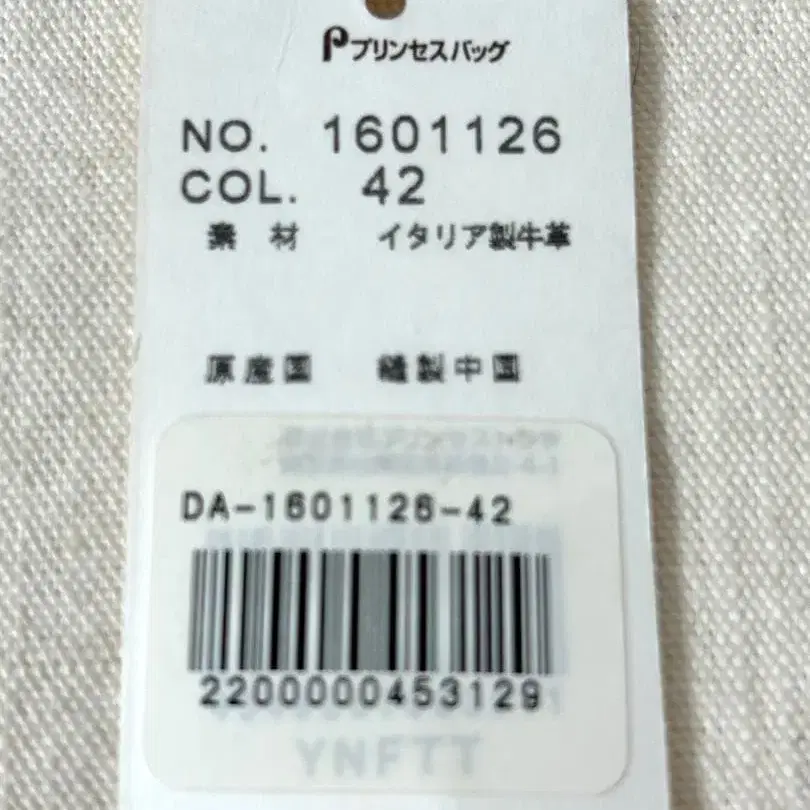 プリンセスバッグ
NO. 1601126
COL. 42
素 材 イタリア製牛革
原産国 縫製中国
DA-1601126-42
2200000453129
YNFTT